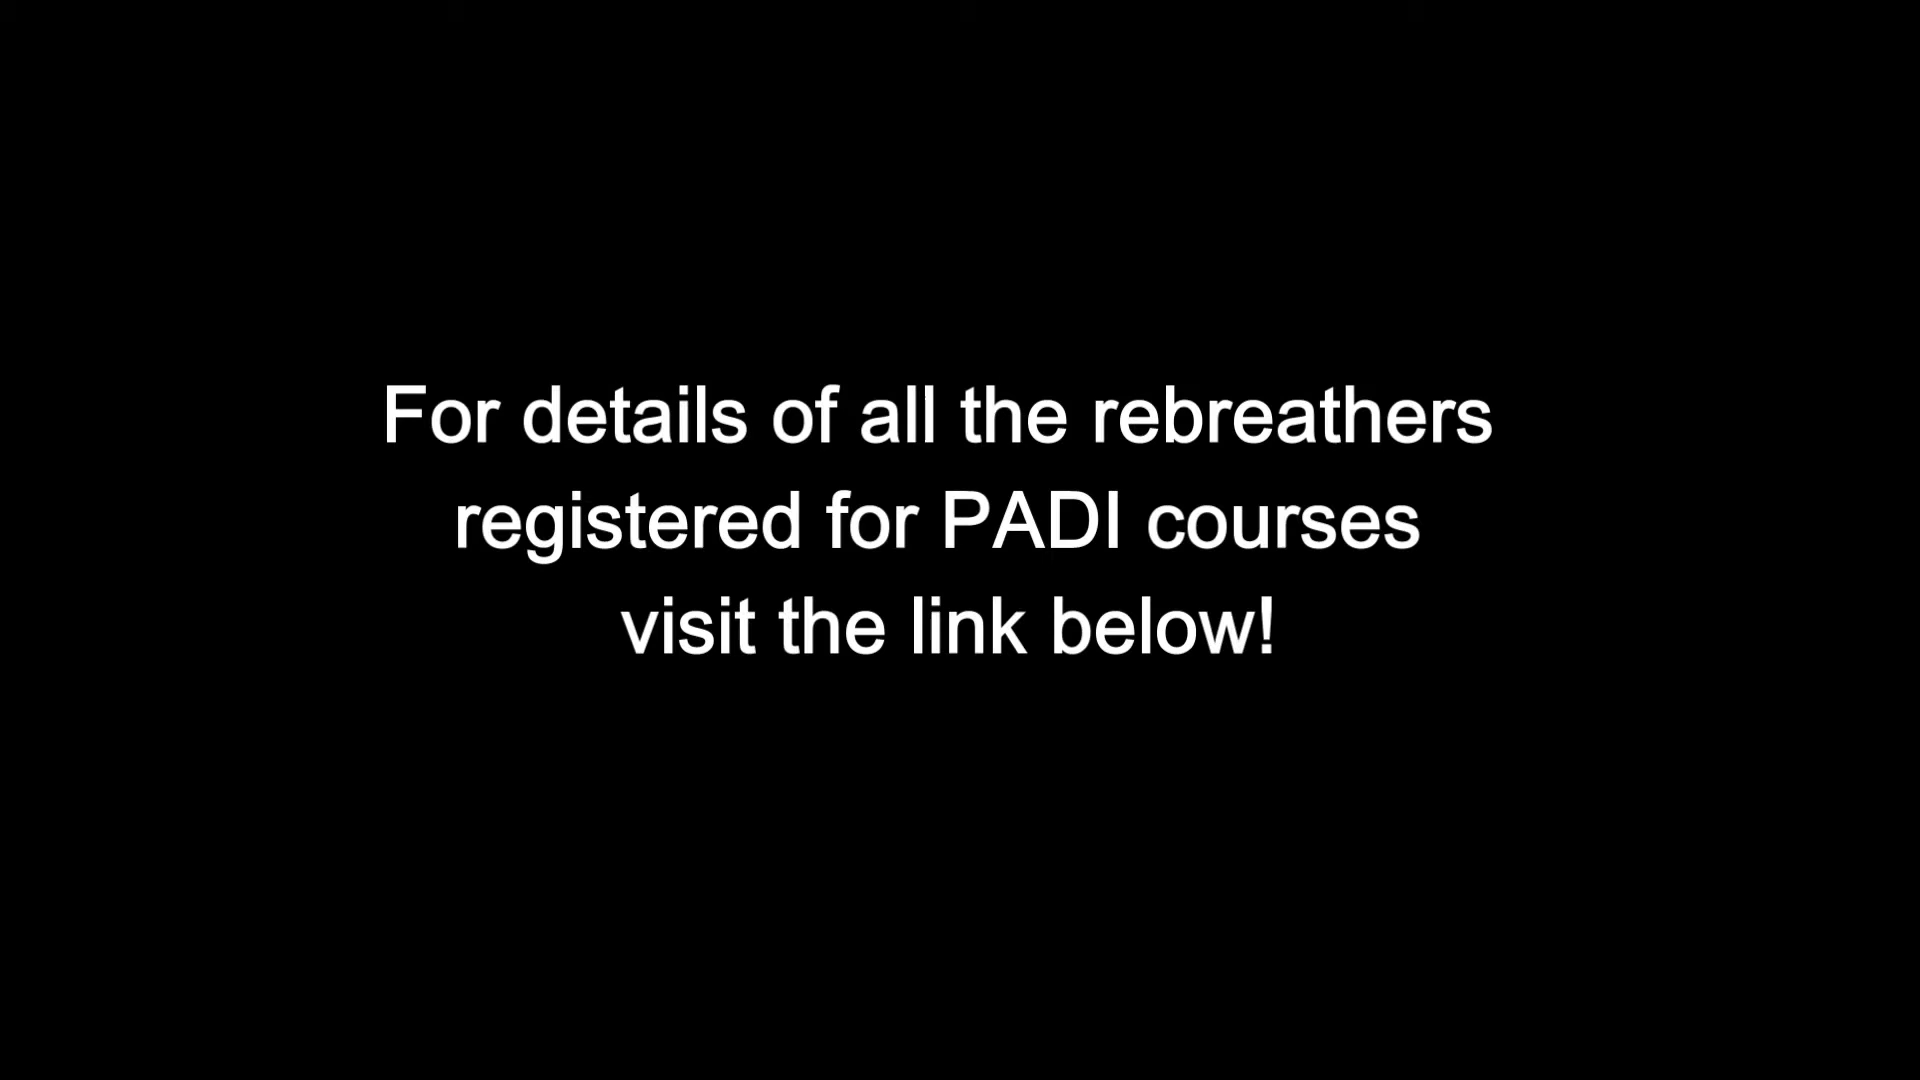 For details of all the rebreathers
registered for PADI courses
visit the link below!